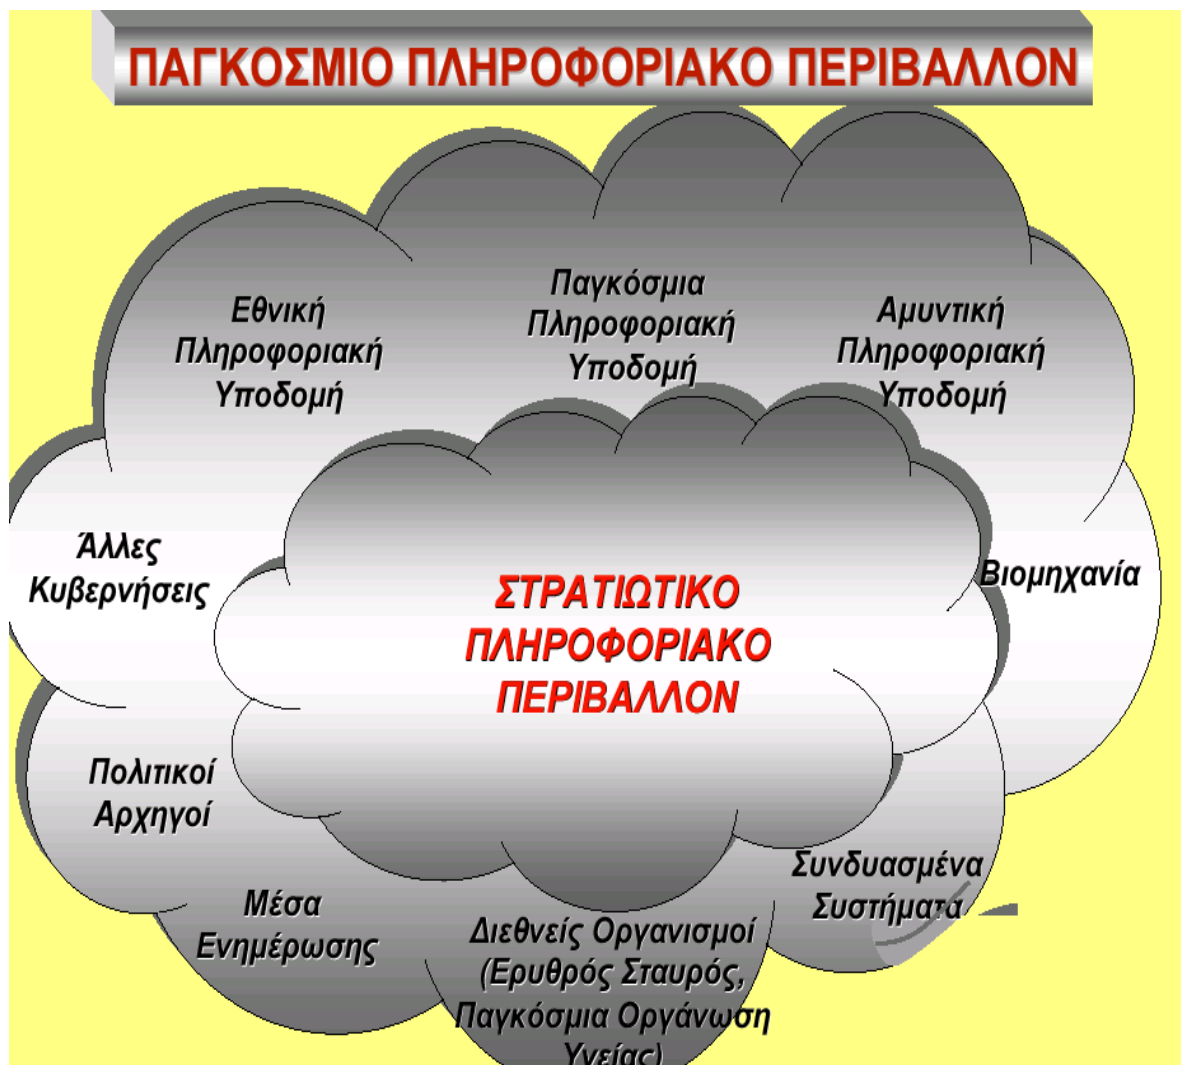 ΠΑΓΚΟΣΜΙΟ ΠΛΗΡΟΦΟΡΙΑΚΟ ΠΕΡΙΒΑΛΛΟΝ
Εθνική
Πληροφοριακή
Υποδομή
Παγκόσμια
Πληροφοριακή
Υποδομή
Αμυντική
Πληροφοριακή
Υποδομή
Άλλες
Κυβερνήσεις
ΣΤΡΑΤΙΩΤΙΚΟ
ΠΛΗΡΟΦΟΡΙΑΚΟ
ΠΕΡΙΒΑΛΛΟΝ
Βιομηχανία
Πολιτικοί
Αρχηγοί
Μέσα
Ενημέρωσης
Διεθνείς Οργανισμοί
(Ερυθρός Σταυρός,
Παγκόσμια Οργάνωση
Υγείας)
Συνδυασμένα
Συστήματα